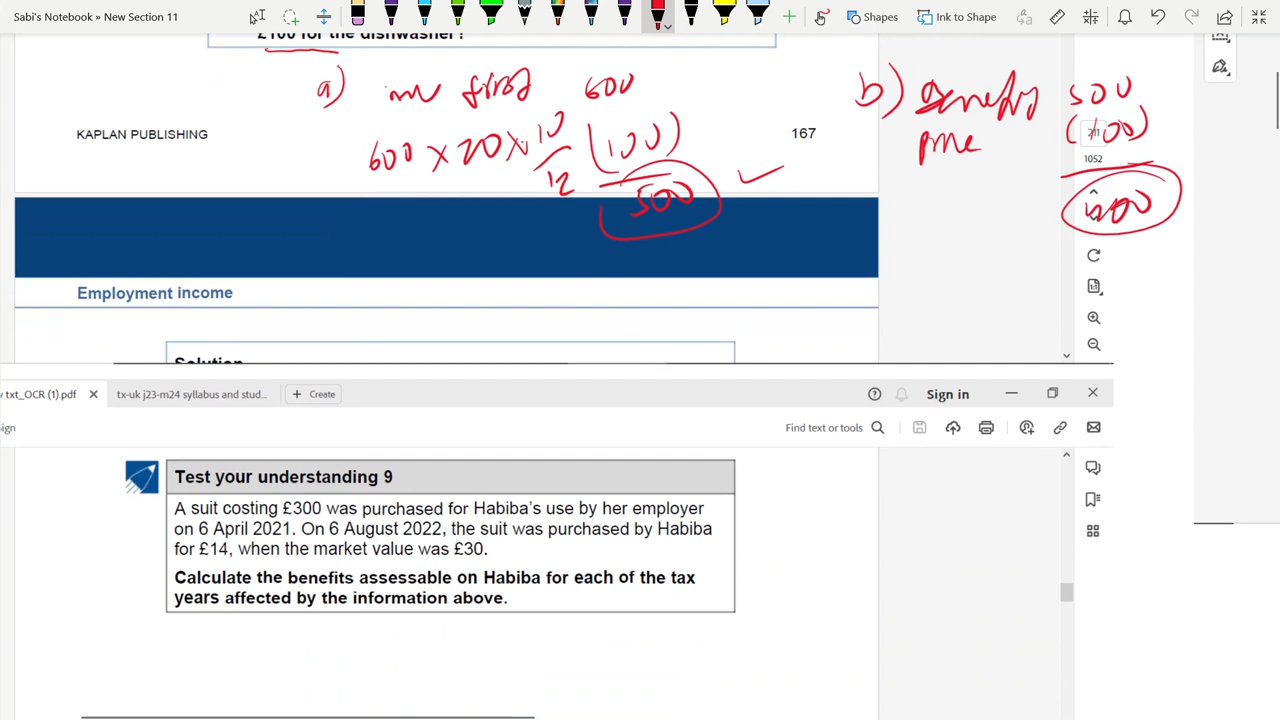 Sabi's Notebook » New Section 11
Shapes
Ink to Shape
£100 for the dishwasher?
a) first 600
600 × 20 × 10/12 (100)
500
b) Benefits 500
price (100)
KAPLAN PUBLISHING
167
211
1052
Employment income
Solution
txt_OCR (1).pdf
tx-uk j23-m24 syllabus and stud...
+ Create
Sign in
Find text or tools
Test your understanding 9
A suit costing £300 was purchased for Habiba's use by her employer
on 6 April 2021. On 6 August 2022, the suit was purchased by Habiba
for £14, when the market value was £30.
Calculate the benefits assessable on Habiba for each of the tax
years affected by the information above.